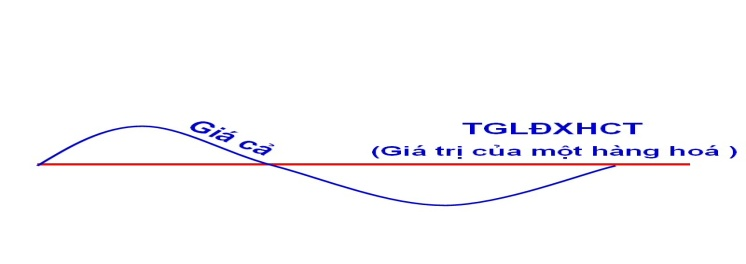 Giá cả
TGLĐXHCT
(Giá trị của một hàng hoá )